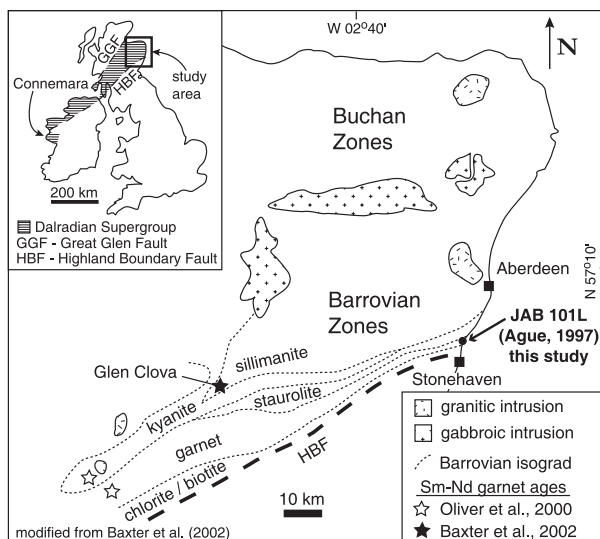 W 02°40'
N
GGF
HBF
study
area
Connemara
200 km
Dalradian Supergroup
GGF - Great Glen Fault
HBF - Highland Boundary Fault
Buchan
Zones
N 57°10'
Aberdeen
Barrovian
Zones
JAB 101L
(Ague, 1997)
this study
Glen Clova
sillimanite
Stonehaven
kyanite
staurolite
garnet
HBF
chlorite / biotite
10 km
modified from Baxter et al. (2002)
granitic intrusion
gabbroic intrusion
Barrovian isograd
Sm-Nd garnet ages
Oliver et al., 2000
Baxter et al., 2002